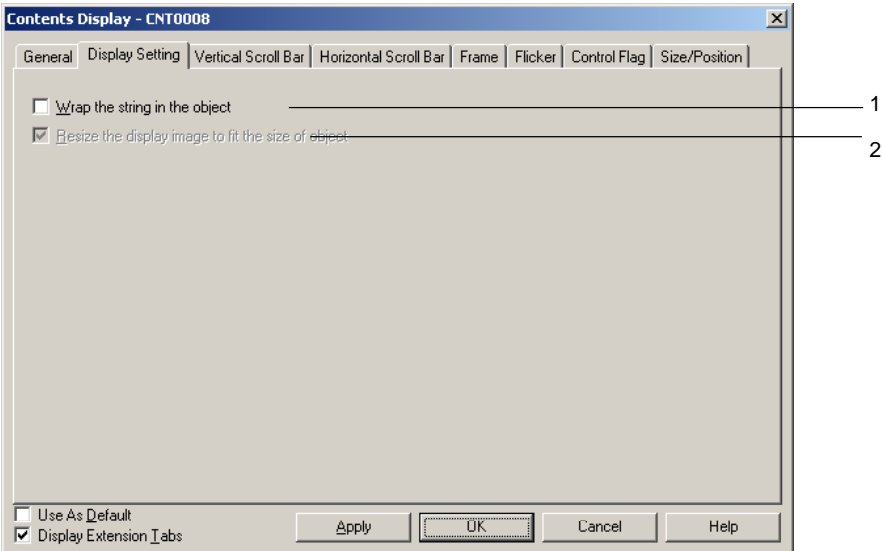 Contents Display - CNT0008
General Display Setting Vertical Scroll Bar Horizontal Scroll Bar Frame Flicker Control Flag Size/Position
Wrap the string in the object 1
Resize the display image to fit the size of object 2
Use As Default
Display Extension Tabs
Apply OK Cancel Help